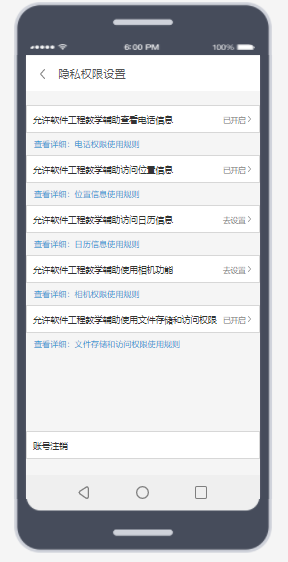 6:00 PM 100%
隐私权限设置
允许软件工程教学辅助查看电话信息 已开启
查看详细：电话权限使用规则
允许软件工程教学辅助访问位置信息 已开启
查看详细：位置信息使用规则
允许软件工程教学辅助访问日历信息 去设置
查看详细：日历信息使用规则
允许软件工程教学辅助使用相机功能 去设置
查看详细：相机权限使用规则
允许软件工程教学辅助使用文件存储和访问权限 已开启
查看详细：文件存储和访问权限使用规则
账号注销